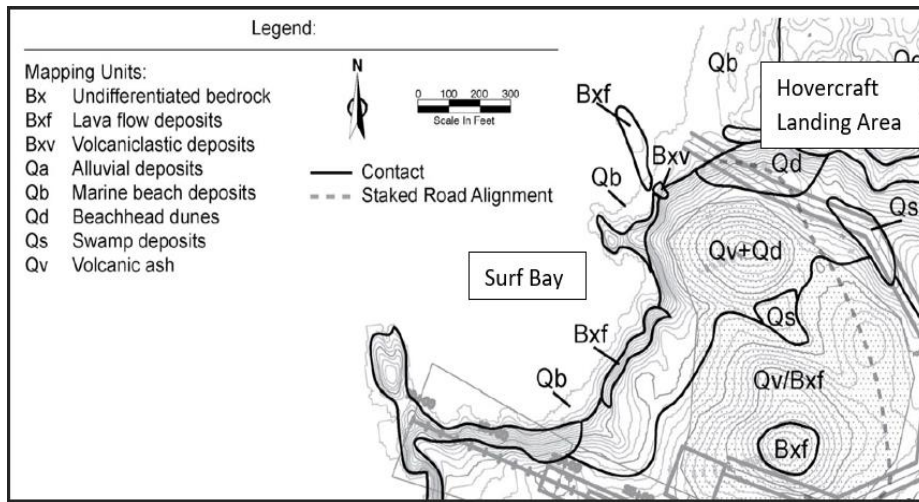 Legend:
Mapping Units:
Bx Undifferentiated bedrock
Bxf Lava flow deposits
Bxv Volcaniclastic deposits
Qa Alluvial deposits
Qb Marine beach deposits
Qd Beachhead dunes
Qs Swamp deposits
Qv Volcanic ash
N
0 100 200 300
Scale In Feet
Contact
Staked Road Alignment
Qb
Bxf
Hovercraft
Landing Area
Bxv
Qd
Qb
Qs
Qv+Qd
Surf Bay
Qs
Bxf
Qb
Qv/Bxf
Bxf